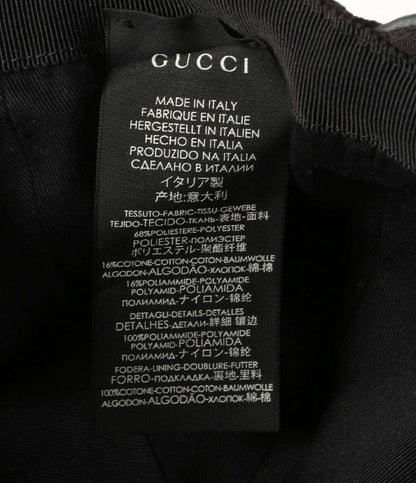 GUCCI
MADE IN ITALY
FABRIQUE EN ITALIE
HERGESTELLT IN ITALIEN
HECHO EN ITALIA
PRODUZIDO NA ITALIA
СДЕЛАНО В ИТАЛИИ
イタリア製
产地:意大利
TESSUTO-FABRIC-TISSU-GEWEBE
TEJIDO-TECIDO-ТКАНЬ-表地-面料
68%POLIESTERE-POLYESTER
POLIESTER-ПОЛИЭСТЕР
ポリエステル-聚酯纤维
16%COTONE-COTTON-COTON-BAUMWOLLE
ALGODON-ALGODÃO-ХЛОПОК-綿-棉
16%POLIAMMIDE-POLYAMIDE
POLYAMID-POLIAMIDA
ПОЛИАМИД-ナイロン-锦纶
DETTAGLI-DETAILS-DETALLES
DETALHES-ДЕТАЛИ-詳細-镶边
100%POLIAMMIDE-POLYAMIDE
POLYAMID-POLIAMIDA
ПОЛИАМИД-ナイロン-锦纶
FODERA-LINING-DOUBLURE-FUTTER
FORRO-ПОДКЛАДКА-裏地-里料
100%COTONE-COTTON-COTON-BAUMWOLLE
ALGODON-ALGODÃO-ХЛОПОК-綿-棉